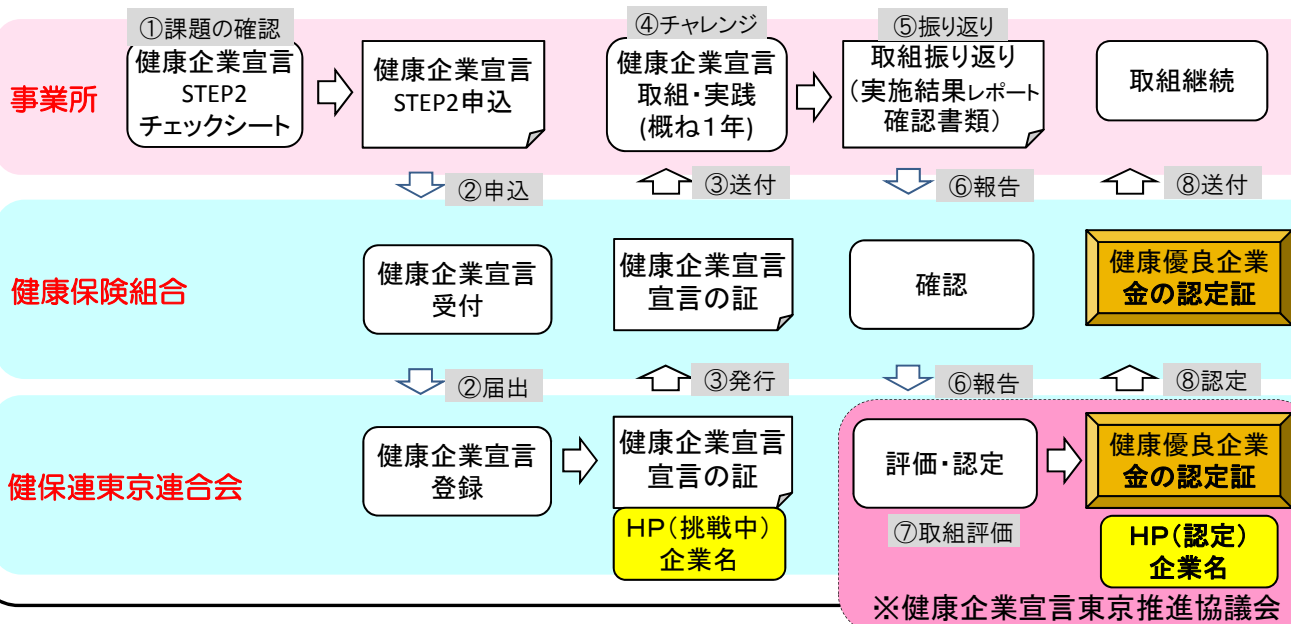 ①課題の確認
健康企業宣言
STEP2
チェックシート
健康企業宣言
STEP2申込
④チャレンジ
健康企業宣言
取組・実践
(概ね1年)
⑤振り返り
取組振り返り
(実施結果レポート
確認書類)
取組継続
事業所
②申込
③送付
⑥報告
⑧送付
健康保険組合
健康企業宣言
受付
健康企業宣言
宣言の証
確認
健康優良企業
金の認定証
②届出
③発行
⑥報告
⑧認定
健保連東京連合会
健康企業宣言
登録
健康企業宣言
宣言の証
HP(挑戦中)
企業名
評価・認定
⑦取組評価
健康優良企業
金の認定証
HP(認定)
企業名
※健康企業宣言東京推進協議会